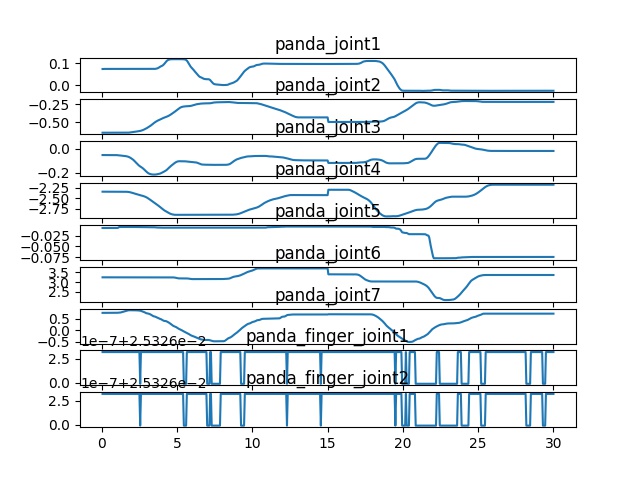 panda_joint1
0.1
0.0
panda_joint2
−0.25
−0.50
panda_joint3
0.0
−0.2
panda_joint4
−2.25
−2.50
−2.75
panda_joint5
−0.025
−0.050
−0.075
panda_joint6
3.5
3.0
2.5
panda_joint7
0.5
0.0
−0.5
1e−7+2.5326e−2 panda_finger_joint1
2.5
0.0
1e−7+2.5326e−2 panda_finger_joint2
2.5
0.0
0 5 10 15 20 25 30